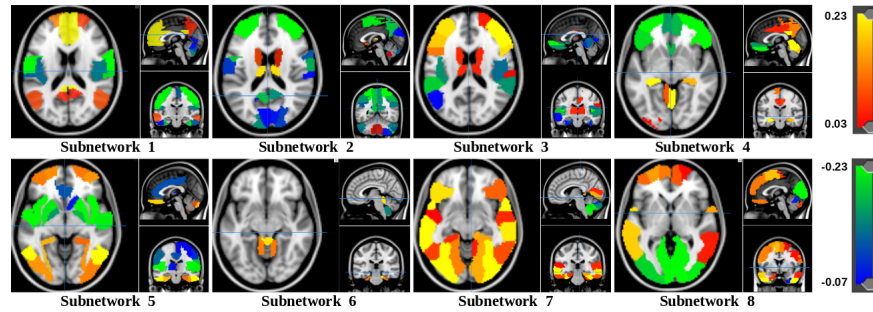 0.23
0.03
Subnetwork 1
Subnetwork 2
Subnetwork 3
Subnetwork 4
-0.23
-0.07
Subnetwork 5
Subnetwork 6
Subnetwork 7
Subnetwork 8